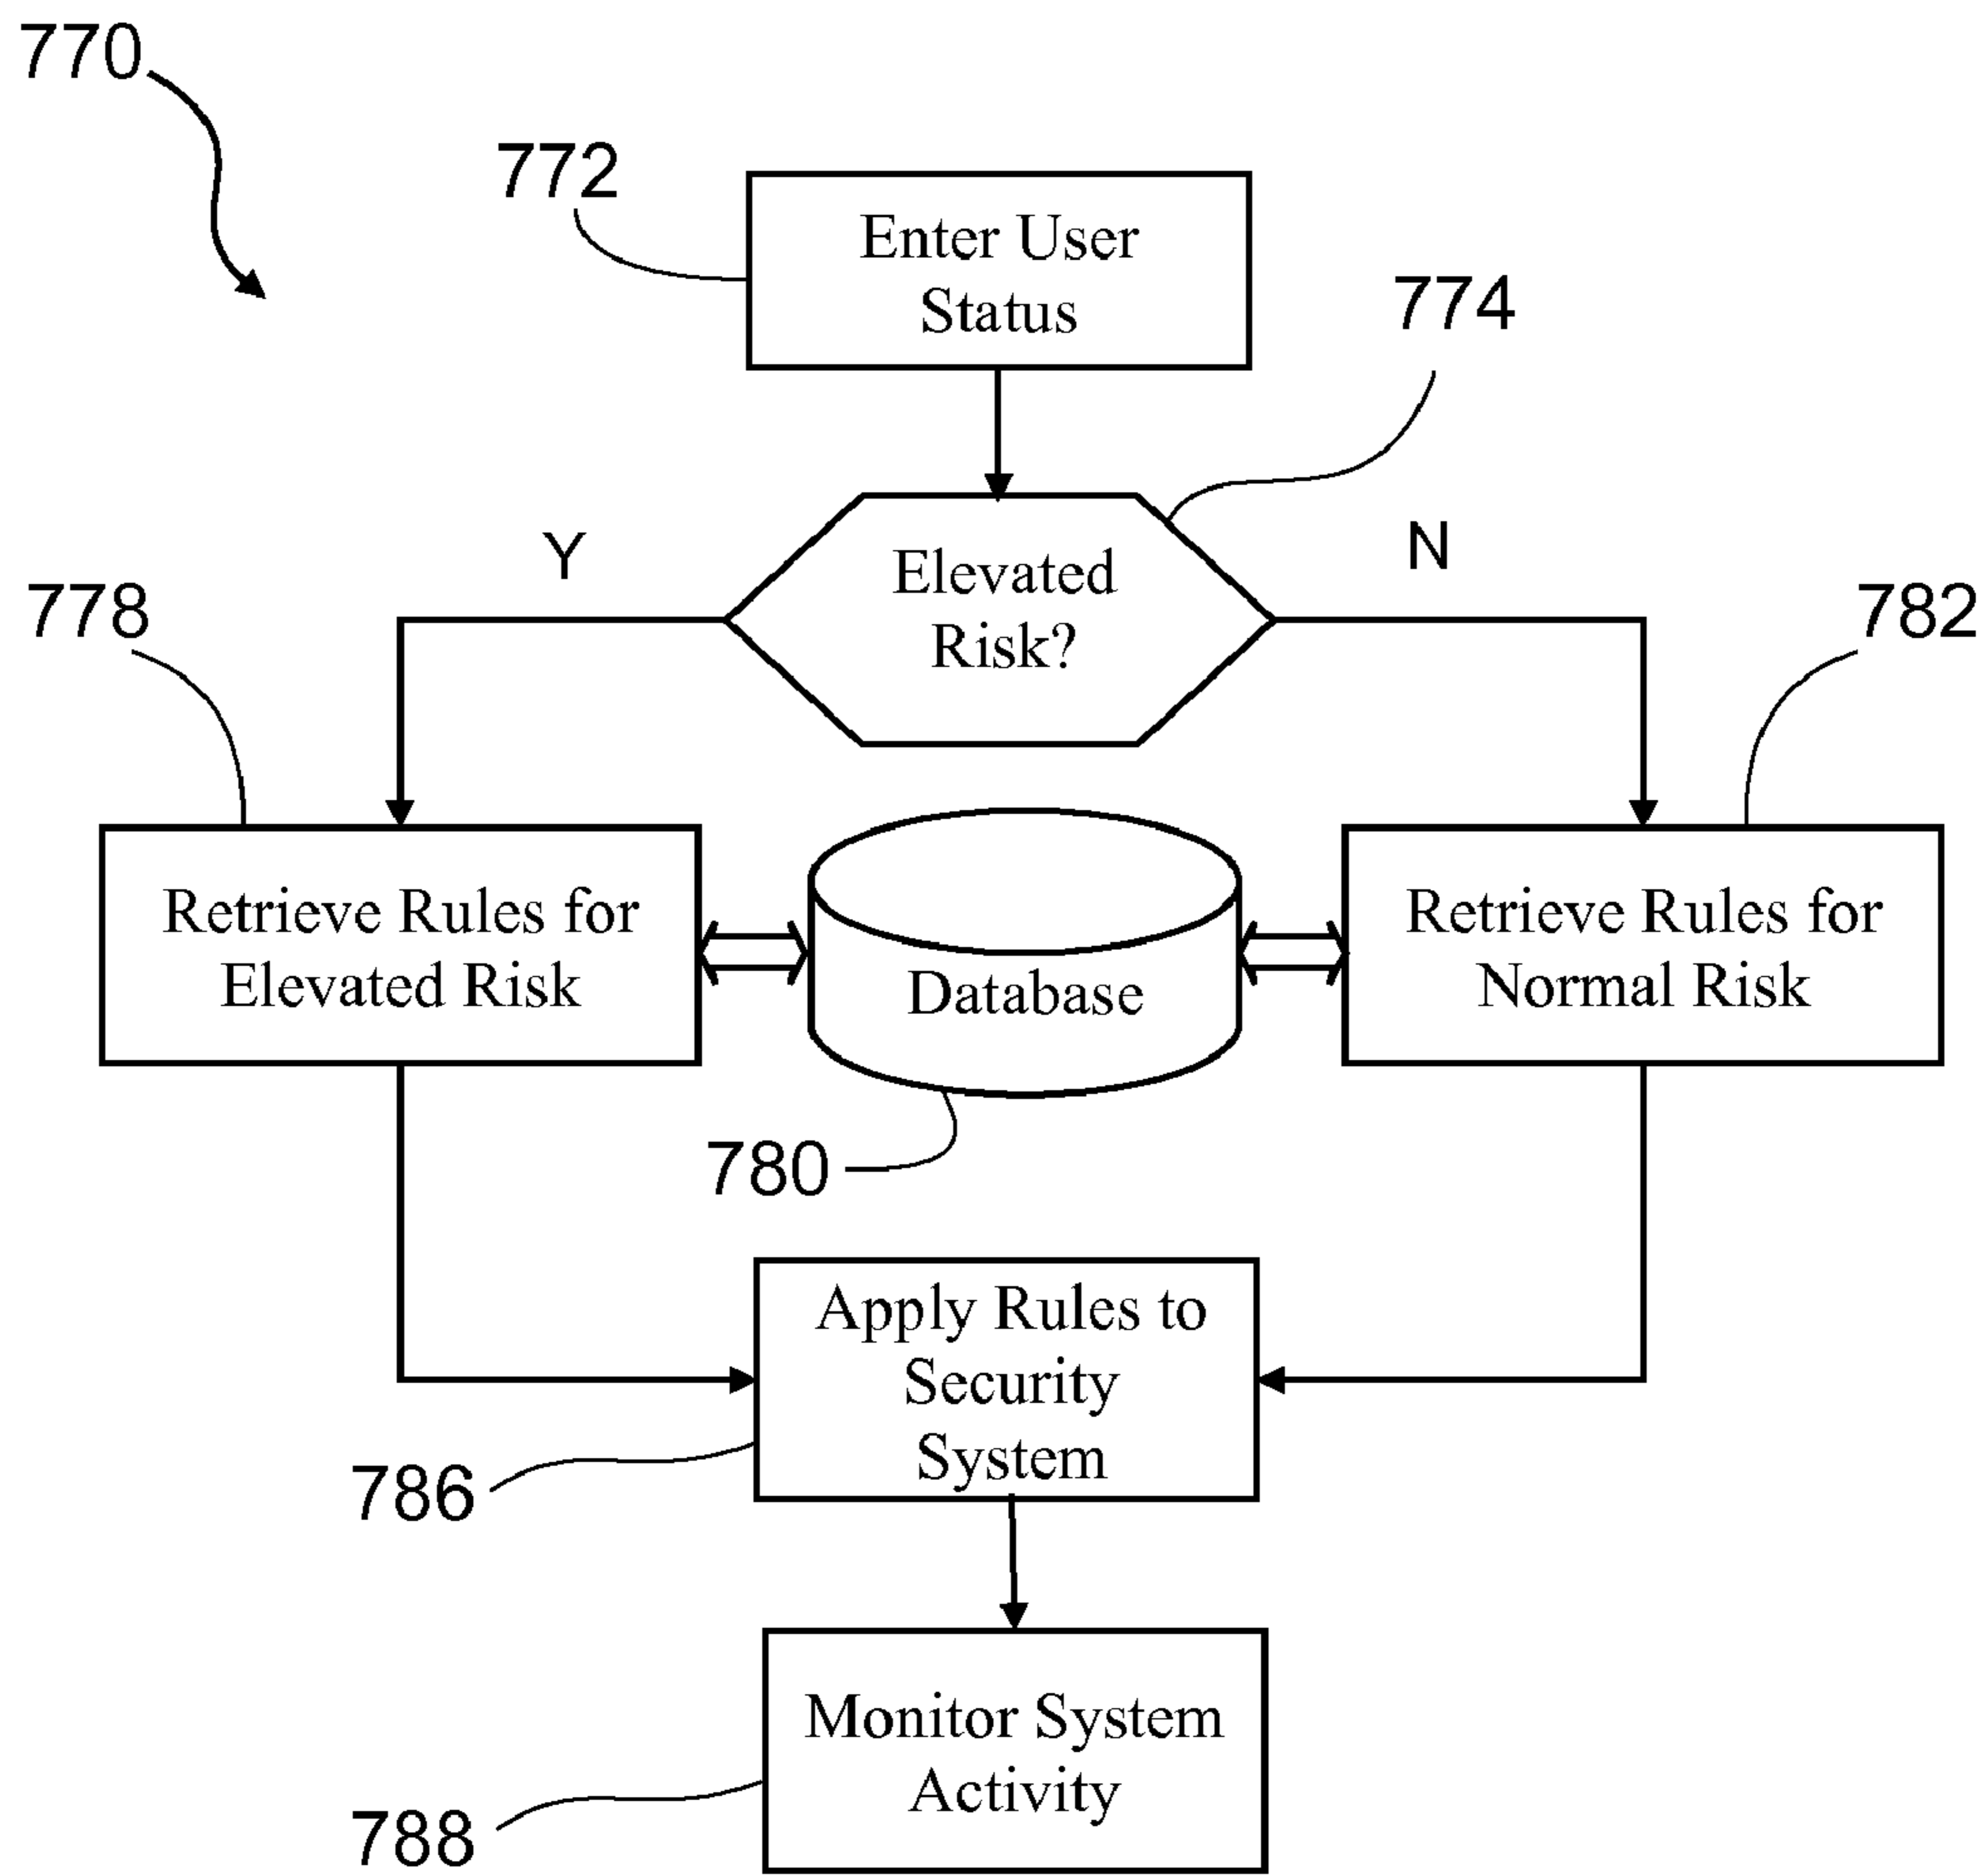 770
772
Enter User
Status
774
Y
Elevated
Risk?
N
778
782
Retrieve Rules for
Elevated Risk
Database
Retrieve Rules for
Normal Risk
780
Apply Rules to
Security
System
786
Monitor System
Activity
788